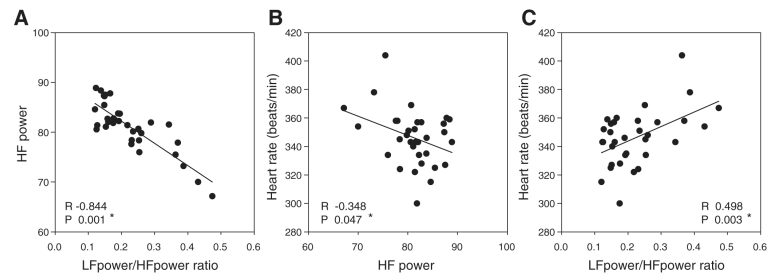 A
100
90
80
70
60
HF power
R -0.844
P 0.001 *
0.0 0.1 0.2 0.3 0.4 0.5 0.6
LFpower/HFpower ratio
B
420
400
380
360
340
320
300
280
Heart rate (beats/min)
R -0.348
P 0.047 *
60 70 80 90 100
HF power
C
420
400
380
360
340
320
300
280
Heart rate (beats/min)
R 0.498
P 0.003 *
0.0 0.1 0.2 0.3 0.4 0.5 0.6
LFpower/HFpower ratio